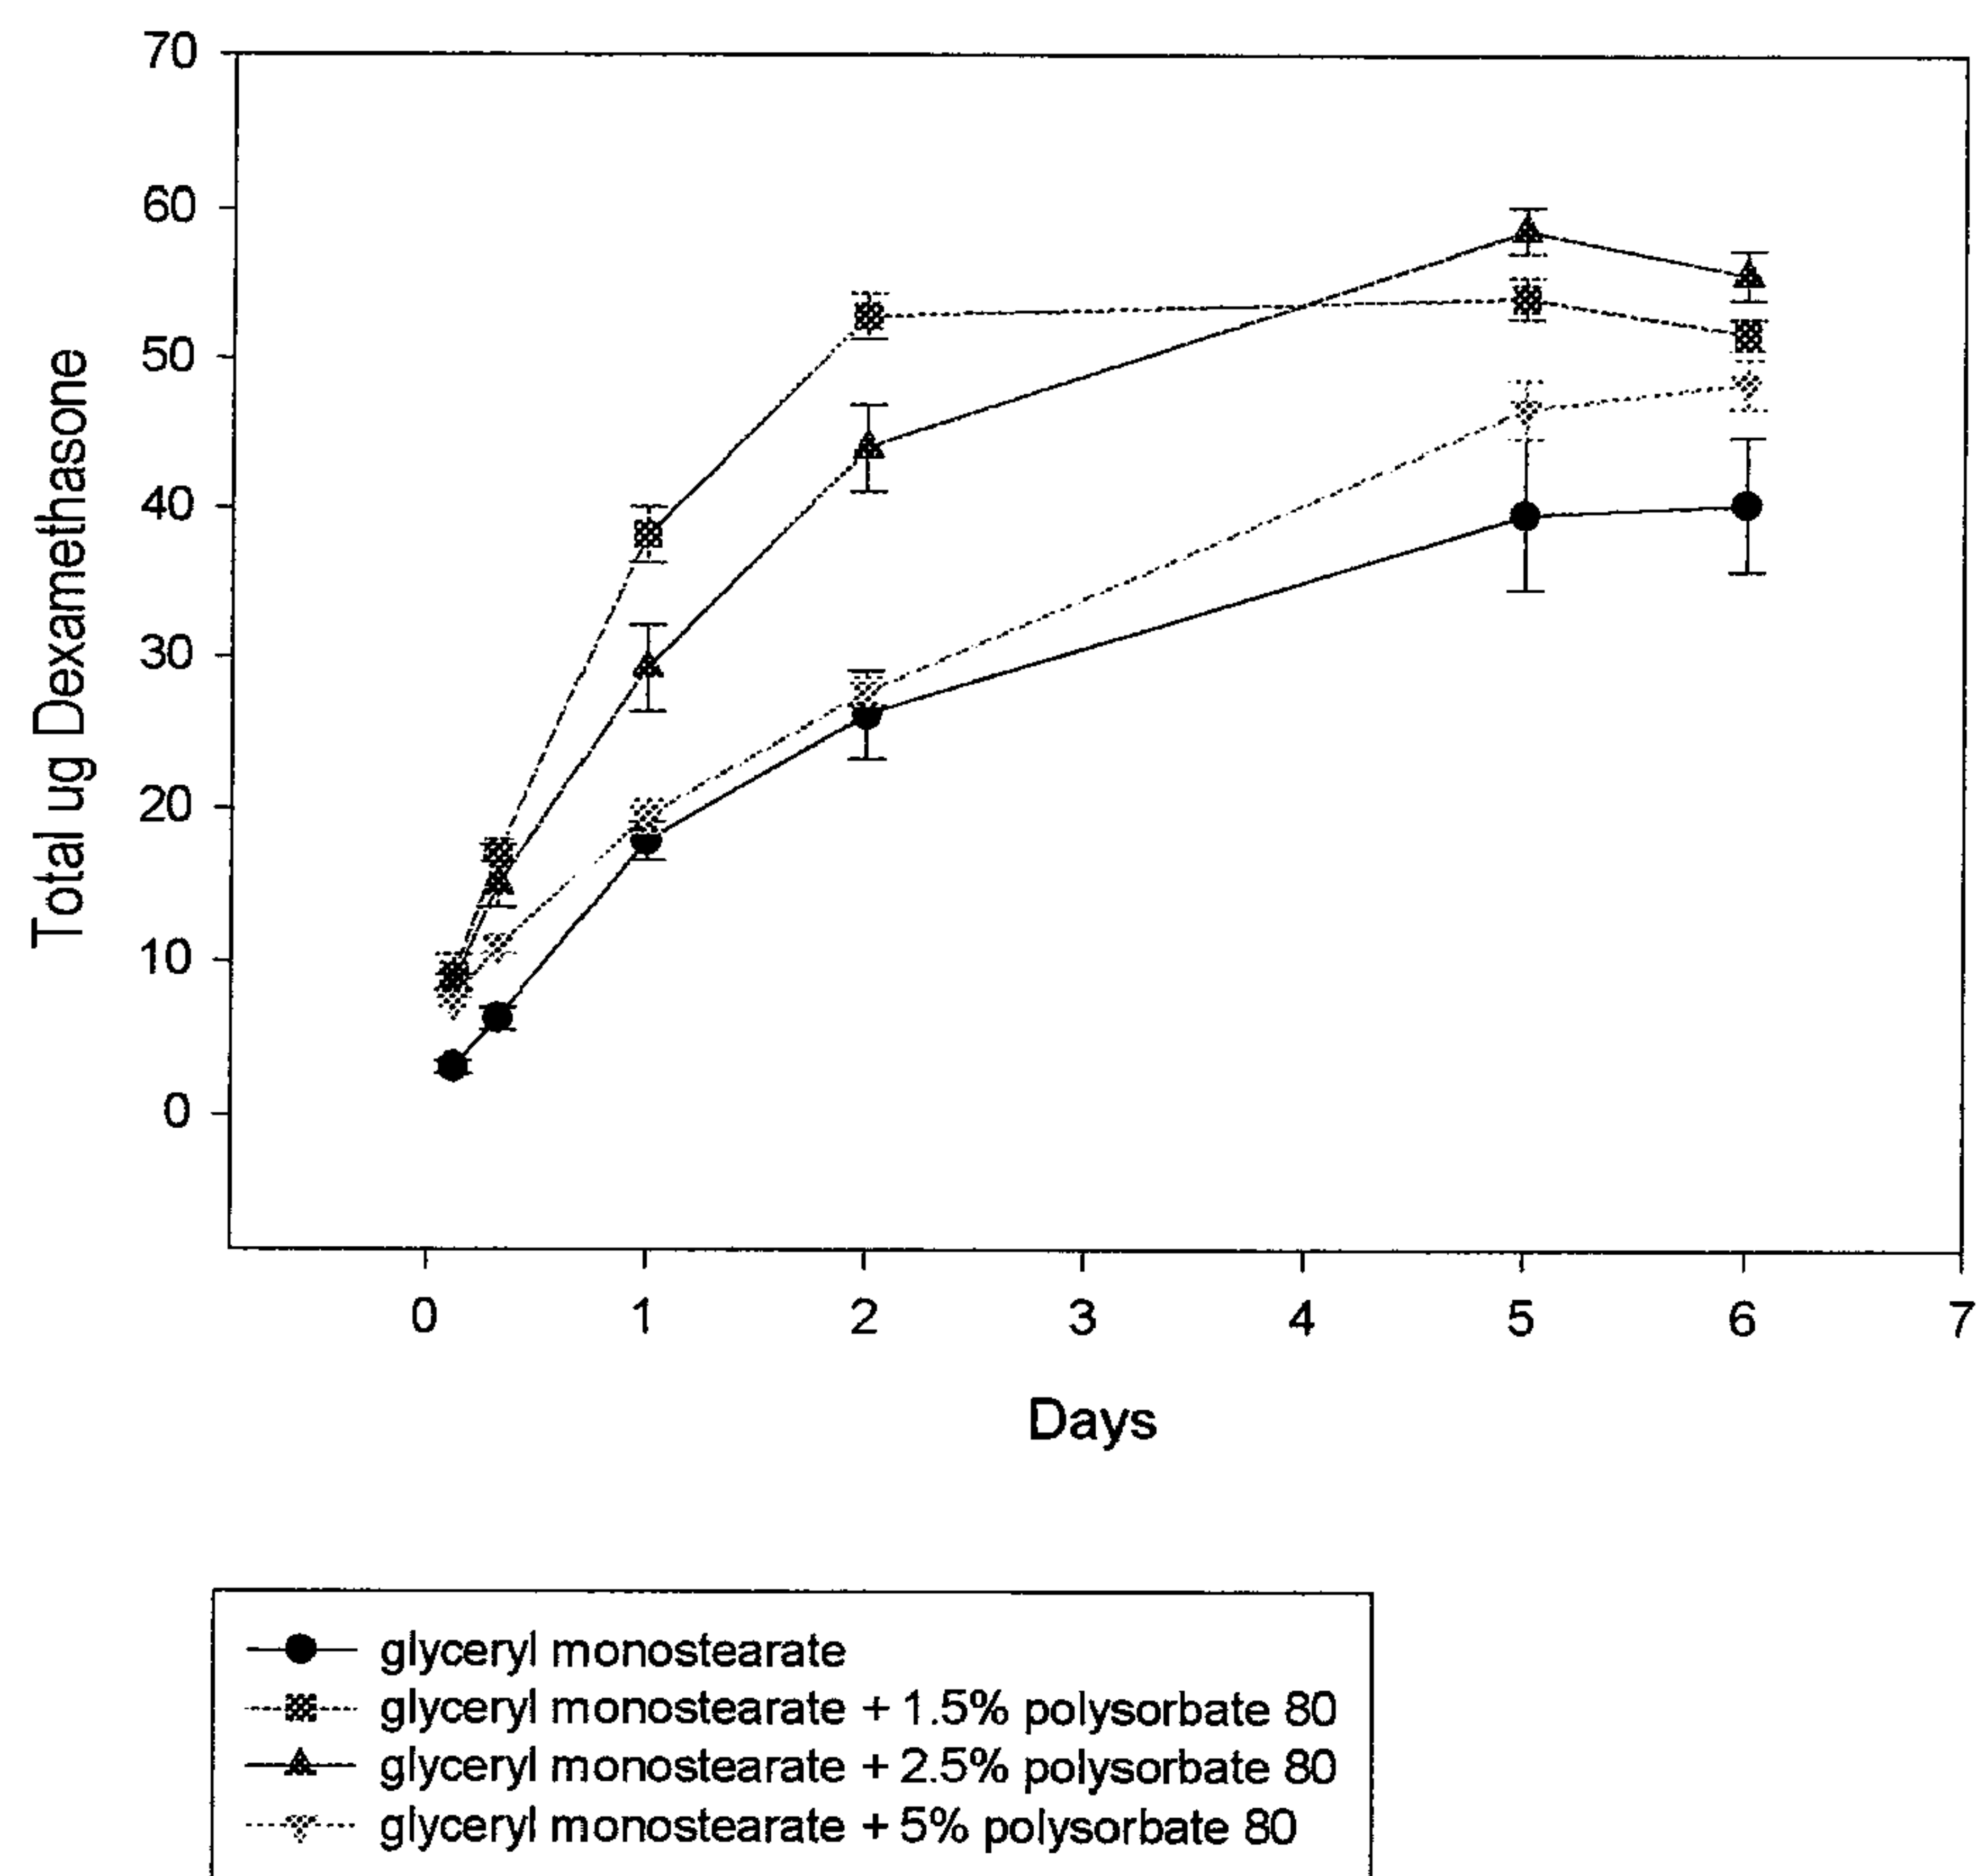 70
60
50
40
30
20
10
0
Total ug Dexamethasone
0 1 2 3 4 5 6 7
Days
glyceryl monostearate
glyceryl monostearate + 1.5% polysorbate 80
glyceryl monostearate + 2.5% polysorbate 80
glyceryl monostearate + 5% polysorbate 80